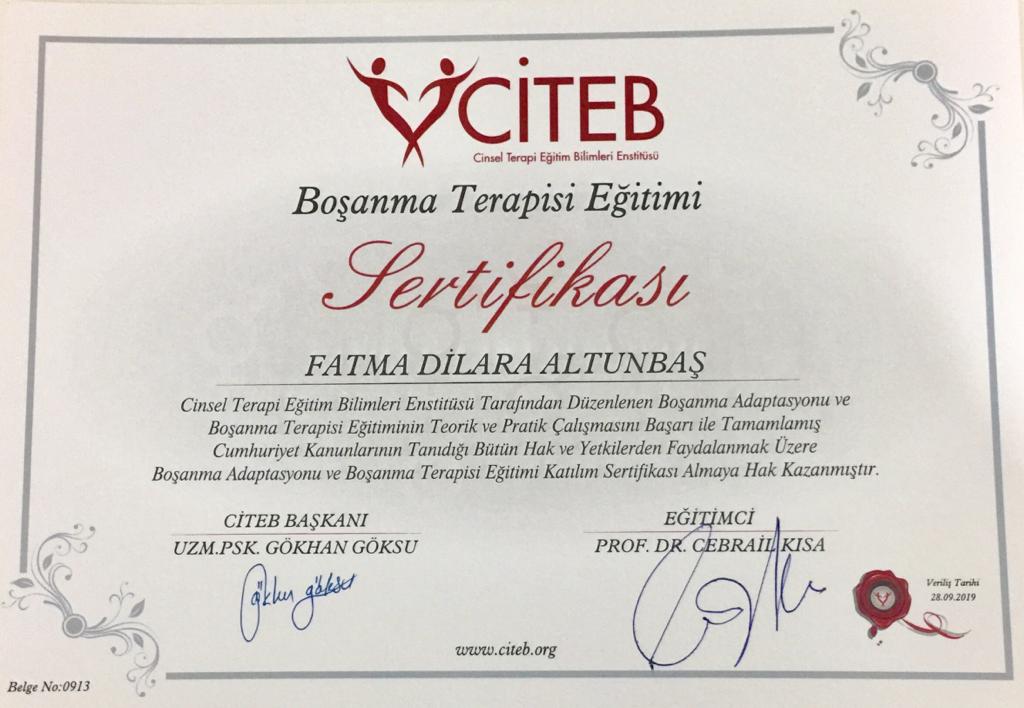 CİTEB
Cinsel Terapi Eğitim Bilimleri Enstitüsü
Boşanma Terapisi Eğitimi
Sertifikası
FATMA DİLARA ALTUNBAŞ
Cinsel Terapi Eğitim Bilimleri Enstitüsü Tarafından Düzenlenen Boşanma Adaptasyonu ve
Boşanma Terapisi Eğitiminin Teorik ve Pratik Çalışmasını Başarı ile Tamamlamış
Cumhuriyet Kanunlarının Tanıdığı Bütün Hak ve Yetkilerden Faydalanmak Üzere
Boşanma Adaptasyonu ve Boşanma Terapisi Eğitimi Katılım Sertifikası Almaya Hak Kazanmıştır.
CİTEB BAŞKANI
UZM.PSK. GÖKHAN GÖKSU
Gökhan göksu
EĞİTİMCİ
PROF. DR. CEBRAİL KISA
Veriliş Tarihi
28.09.2019
www.citeb.org
Belge No:0913